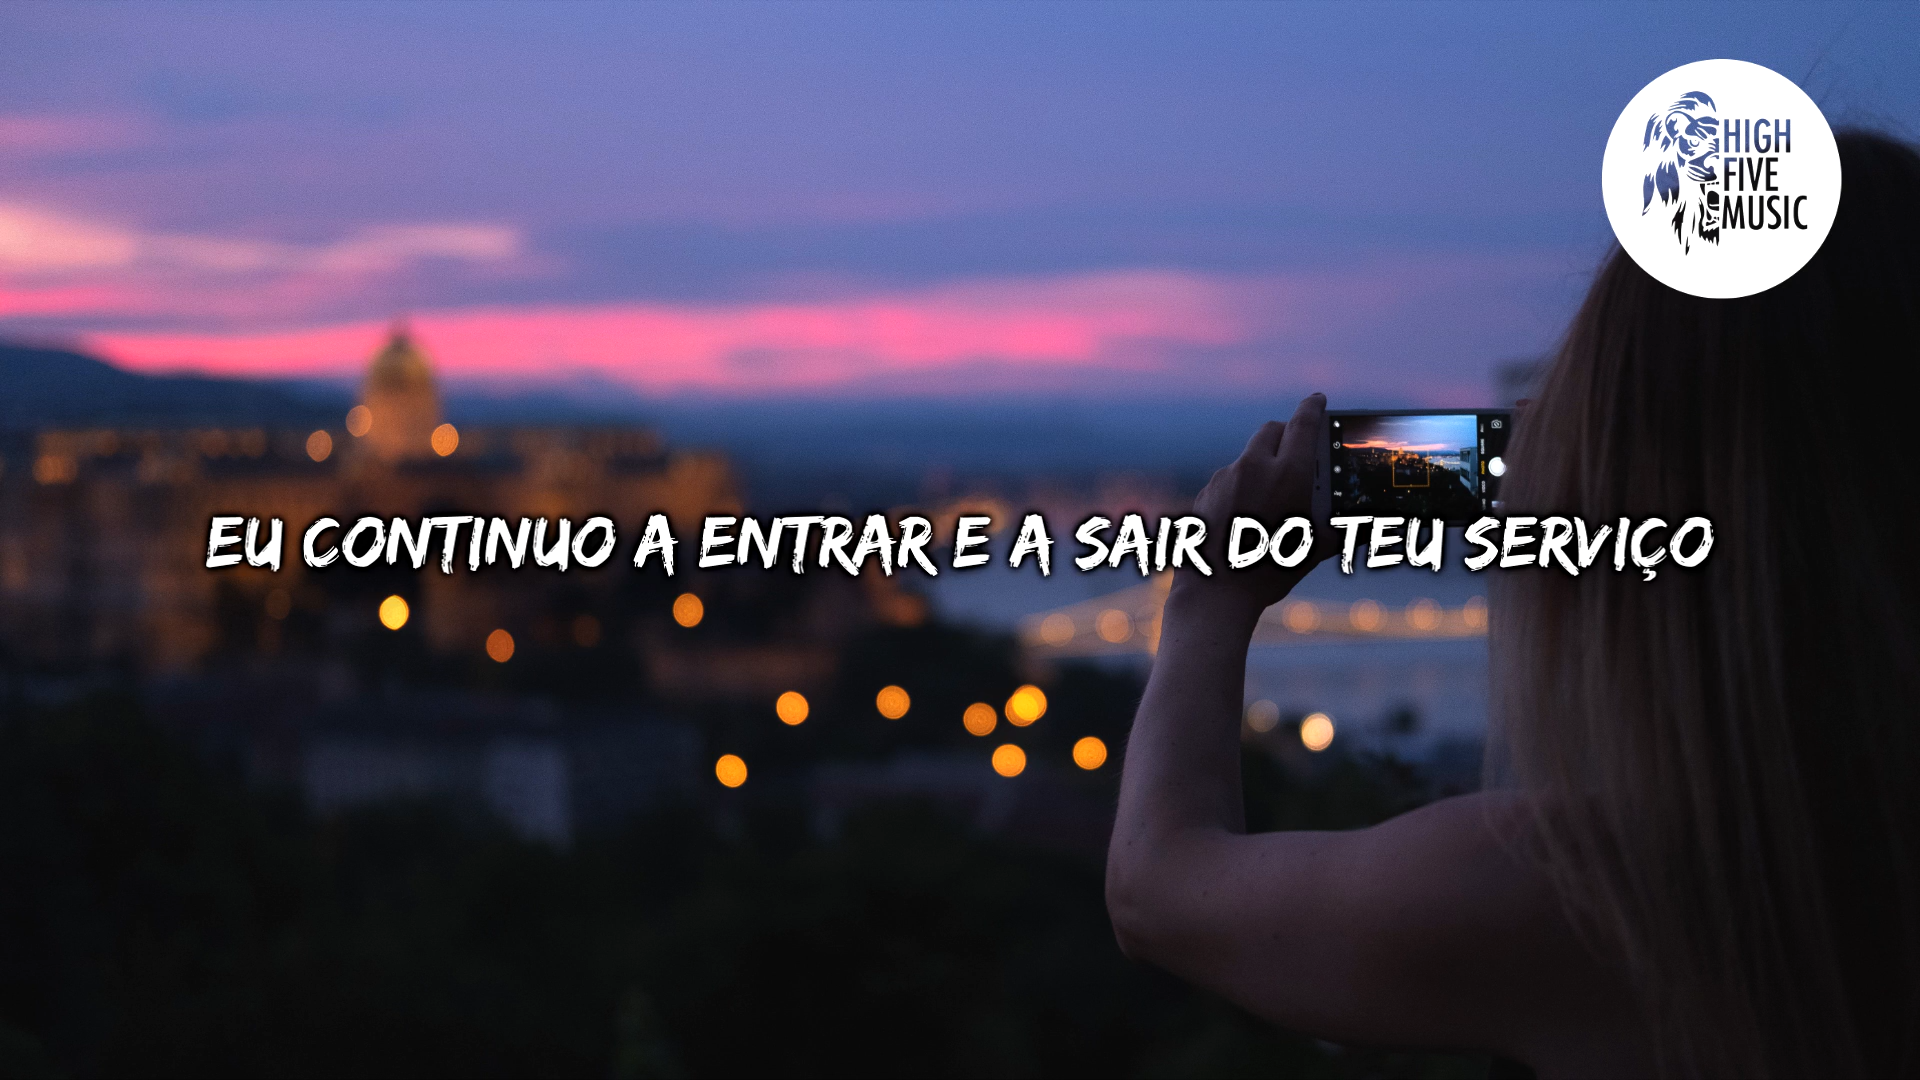 HIGH
FIVE
MUSIC
EU CONTINUO A ENTRAR E A SAIR DO TEU SERVIÇO